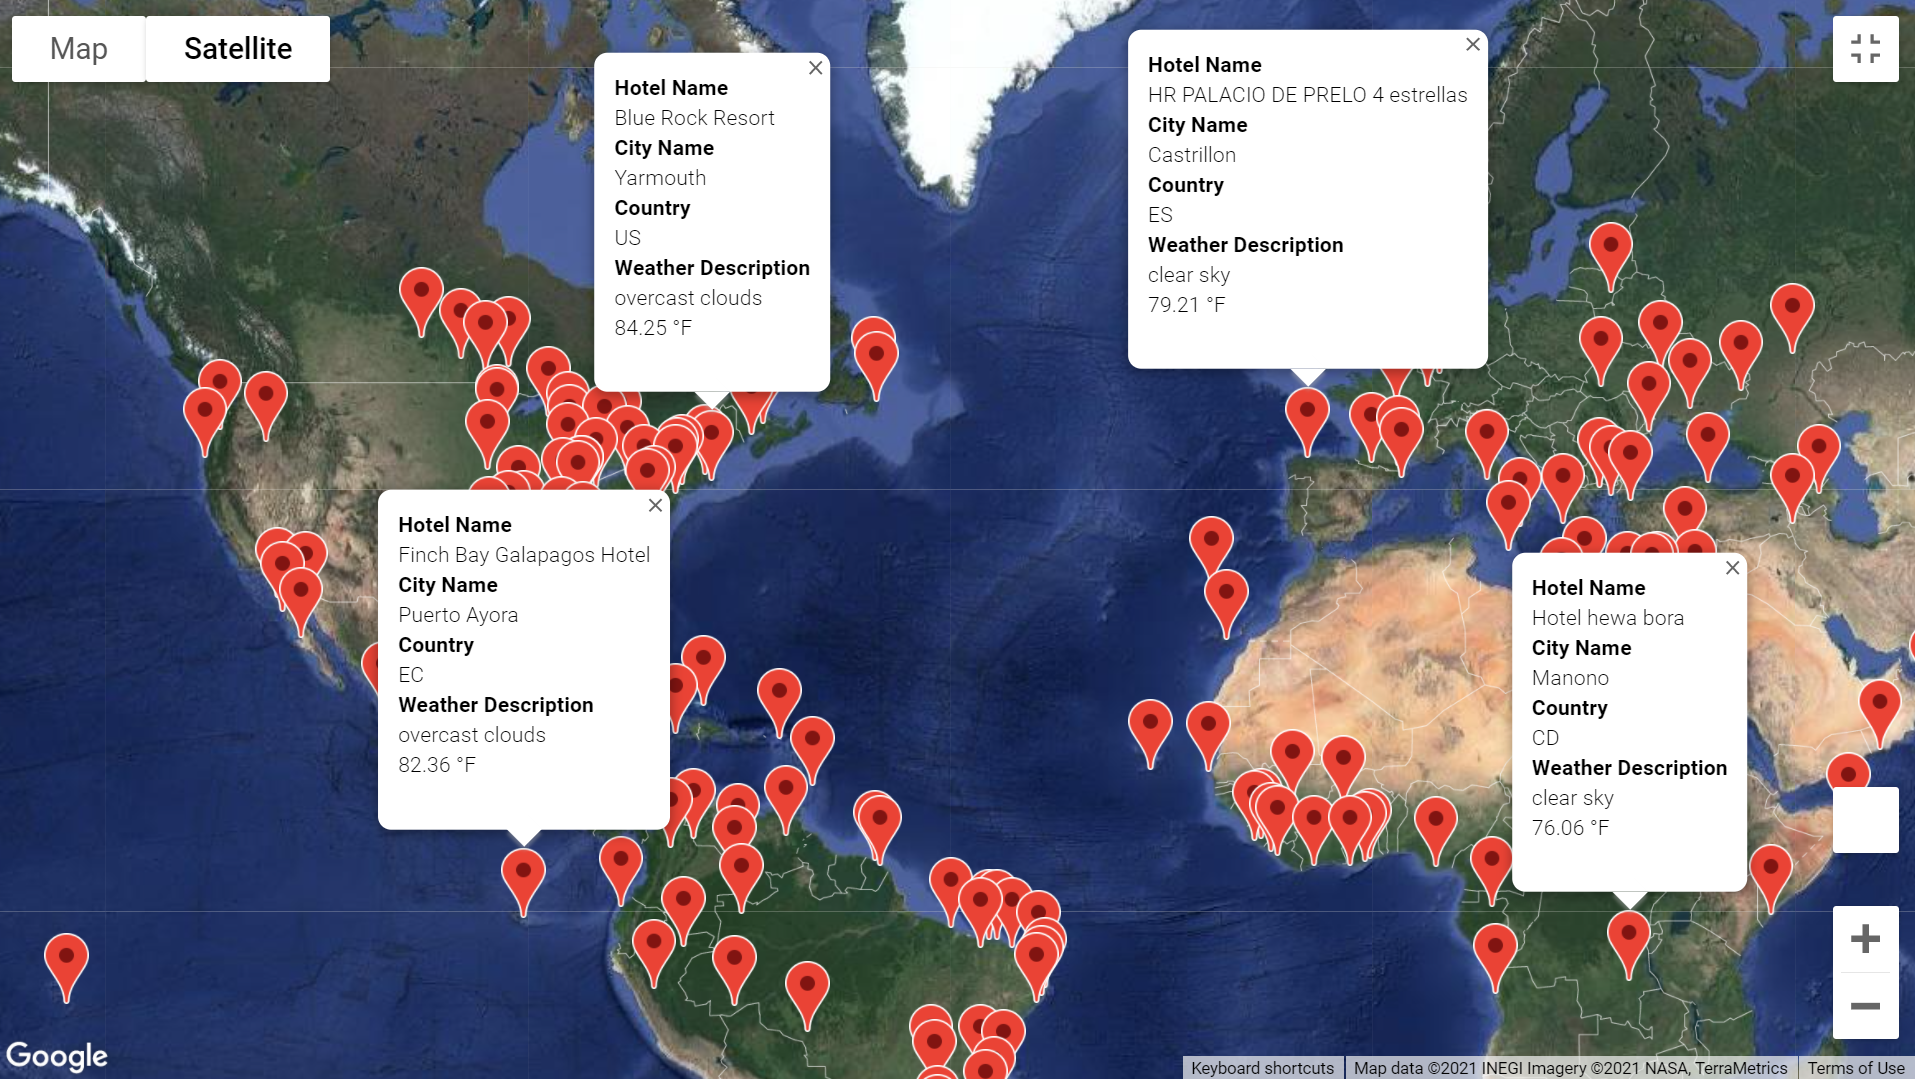 Map
Satellite
Hotel Name
Blue Rock Resort
City Name
Yarmouth
Country
US
Weather Description
overcast clouds
84.25 °F
Hotel Name
HR PALACIO DE PRELO 4 estrellas
City Name
Castrillon
Country
ES
Weather Description
clear sky
79.21 °F
Hotel Name
Finch Bay Galapagos Hotel
City Name
Puerto Ayora
Country
EC
Weather Description
overcast clouds
82.36 °F
Hotel Name
Hotel hewa bora
City Name
Manono
Country
CD
Weather Description
clear sky
76.06 °F
Google
Keyboard shortcuts
Map data ©2021 INEGI Imagery ©2021 NASA, TerraMetrics
Terms of Use